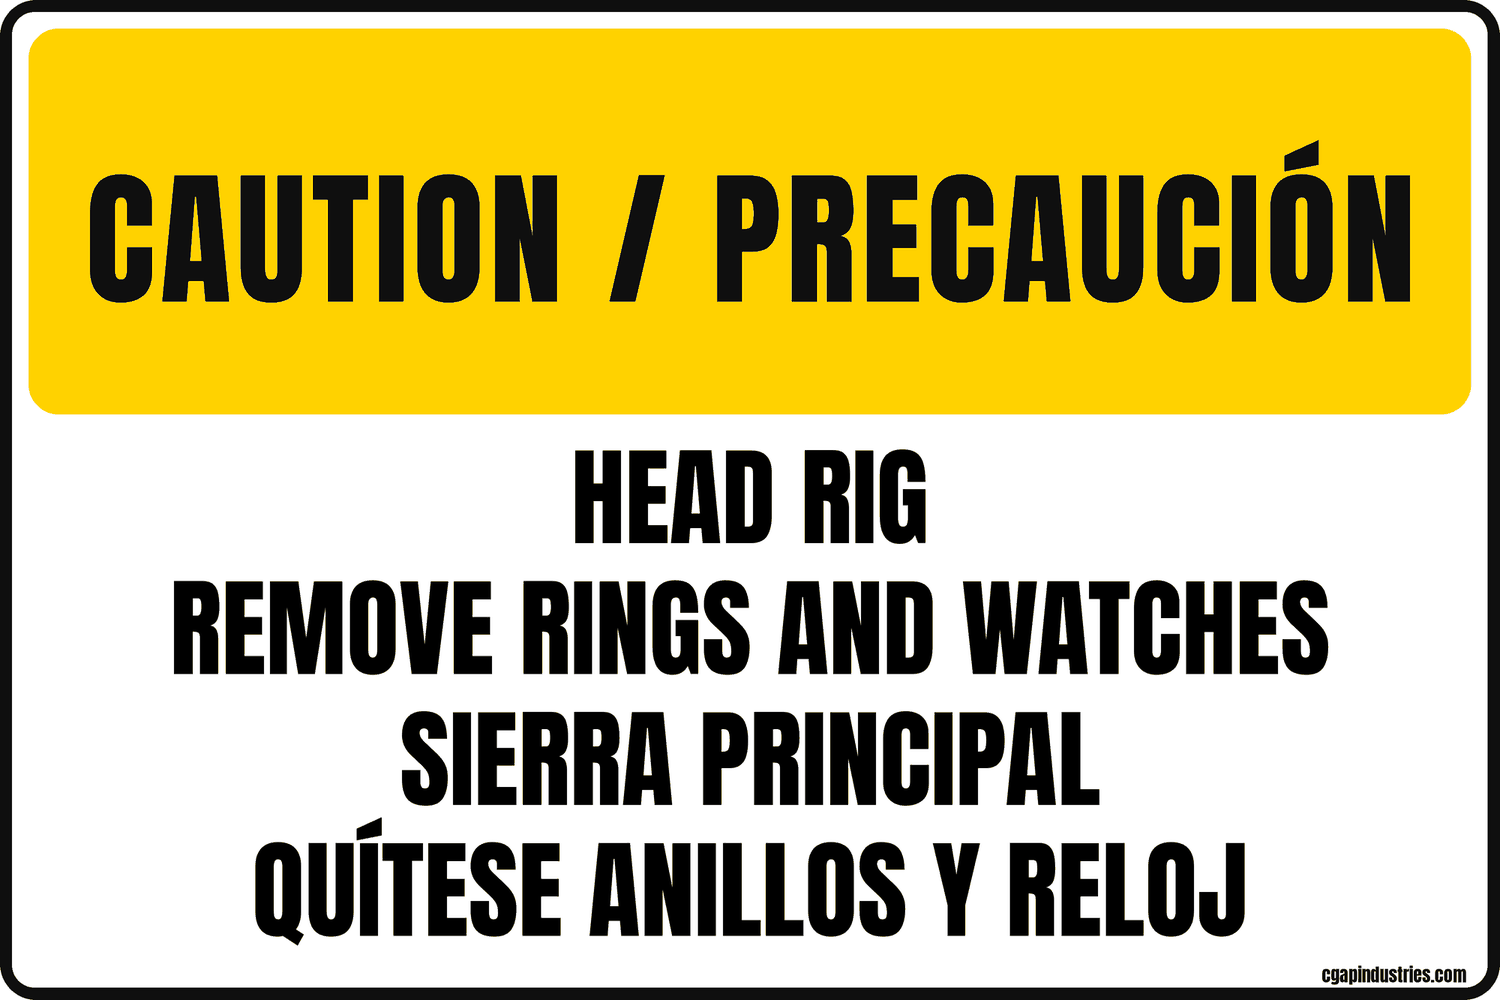 CAUTION / PRECAUCIÓN
HEAD RIG
REMOVE RINGS AND WATCHES
SIERRA PRINCIPAL
QUÍTESE ANILLOS Y RELOJ
cgapindustries.com